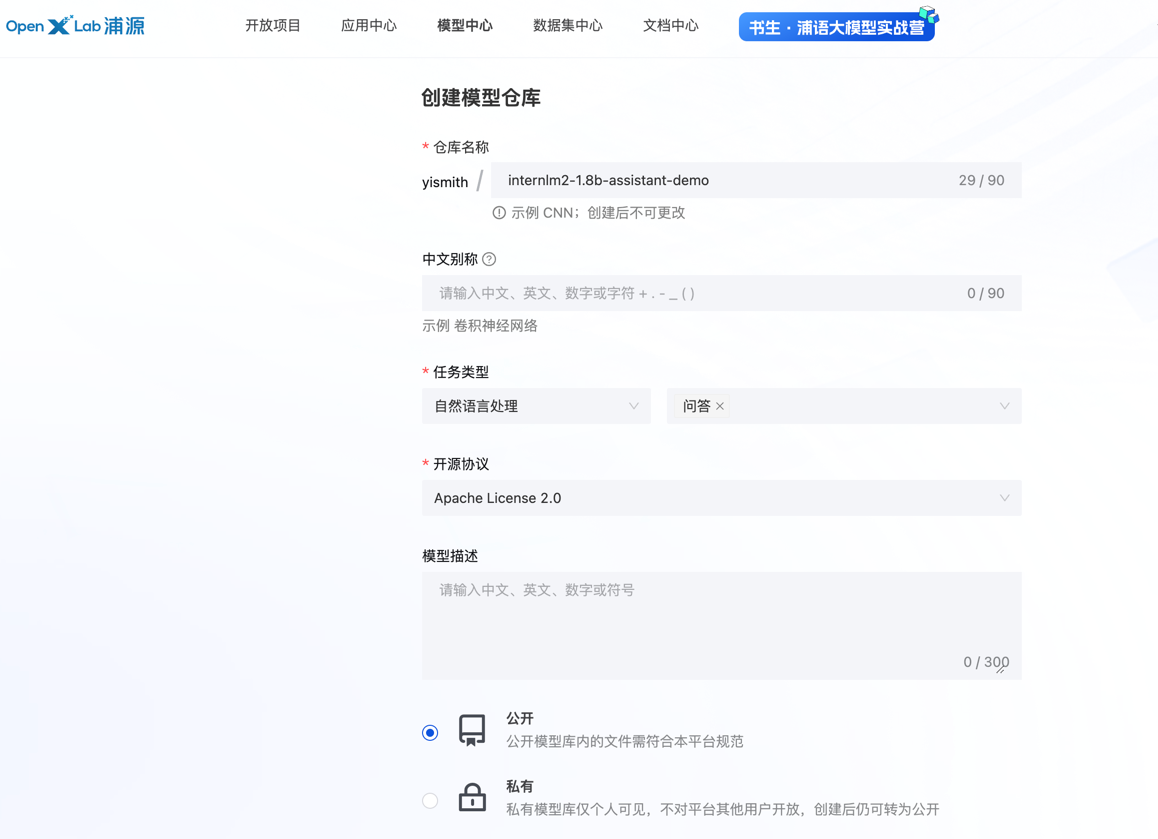 Open X Lab 浦源
开放项目 应用中心 模型中心 数据集中心 文档中心 书生·浦语大模型实战营
创建模型仓库
* 仓库名称
yismith / internlm2-1.8b-assistant-demo 29 / 90
示例 CNN；创建后不可更改
中文别称
请输入中文、英文、数字或字符 + . - _ ( ) 0 / 90
示例 卷积神经网络
* 任务类型
自然语言处理 问答 ×
* 开源协议
Apache License 2.0
模型描述
请输入中文、英文、数字或符号
0 / 300
公开
公开模型库内的文件需符合本平台规范
私有
私有模型库仅个人可见，不对平台其他用户开放，创建后仍可转为公开